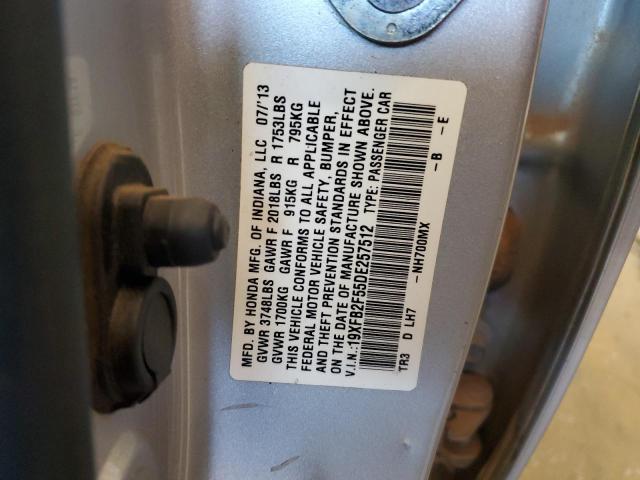 MFD. BY HONDA MFG. OF INDIANA, LLC 07/'13
GVWR 3748LBS GAWR F 2018LBS R 1753LBS
GVWR 1700KG GAWR F 915KG R 795KG
THIS VEHICLE CONFORMS TO ALL APPLICABLE
FEDERAL MOTOR VEHICLE SAFETY, BUMPER,
AND THEFT PREVENTION STANDARDS IN EFFECT
ON THE DATE OF MANUFACTURE SHOWN ABOVE.
V.I.N.:19XFB2F55DE257512 TYPE: PASSENGER CAR
-NH700MX -B -E
TR3 D LH7